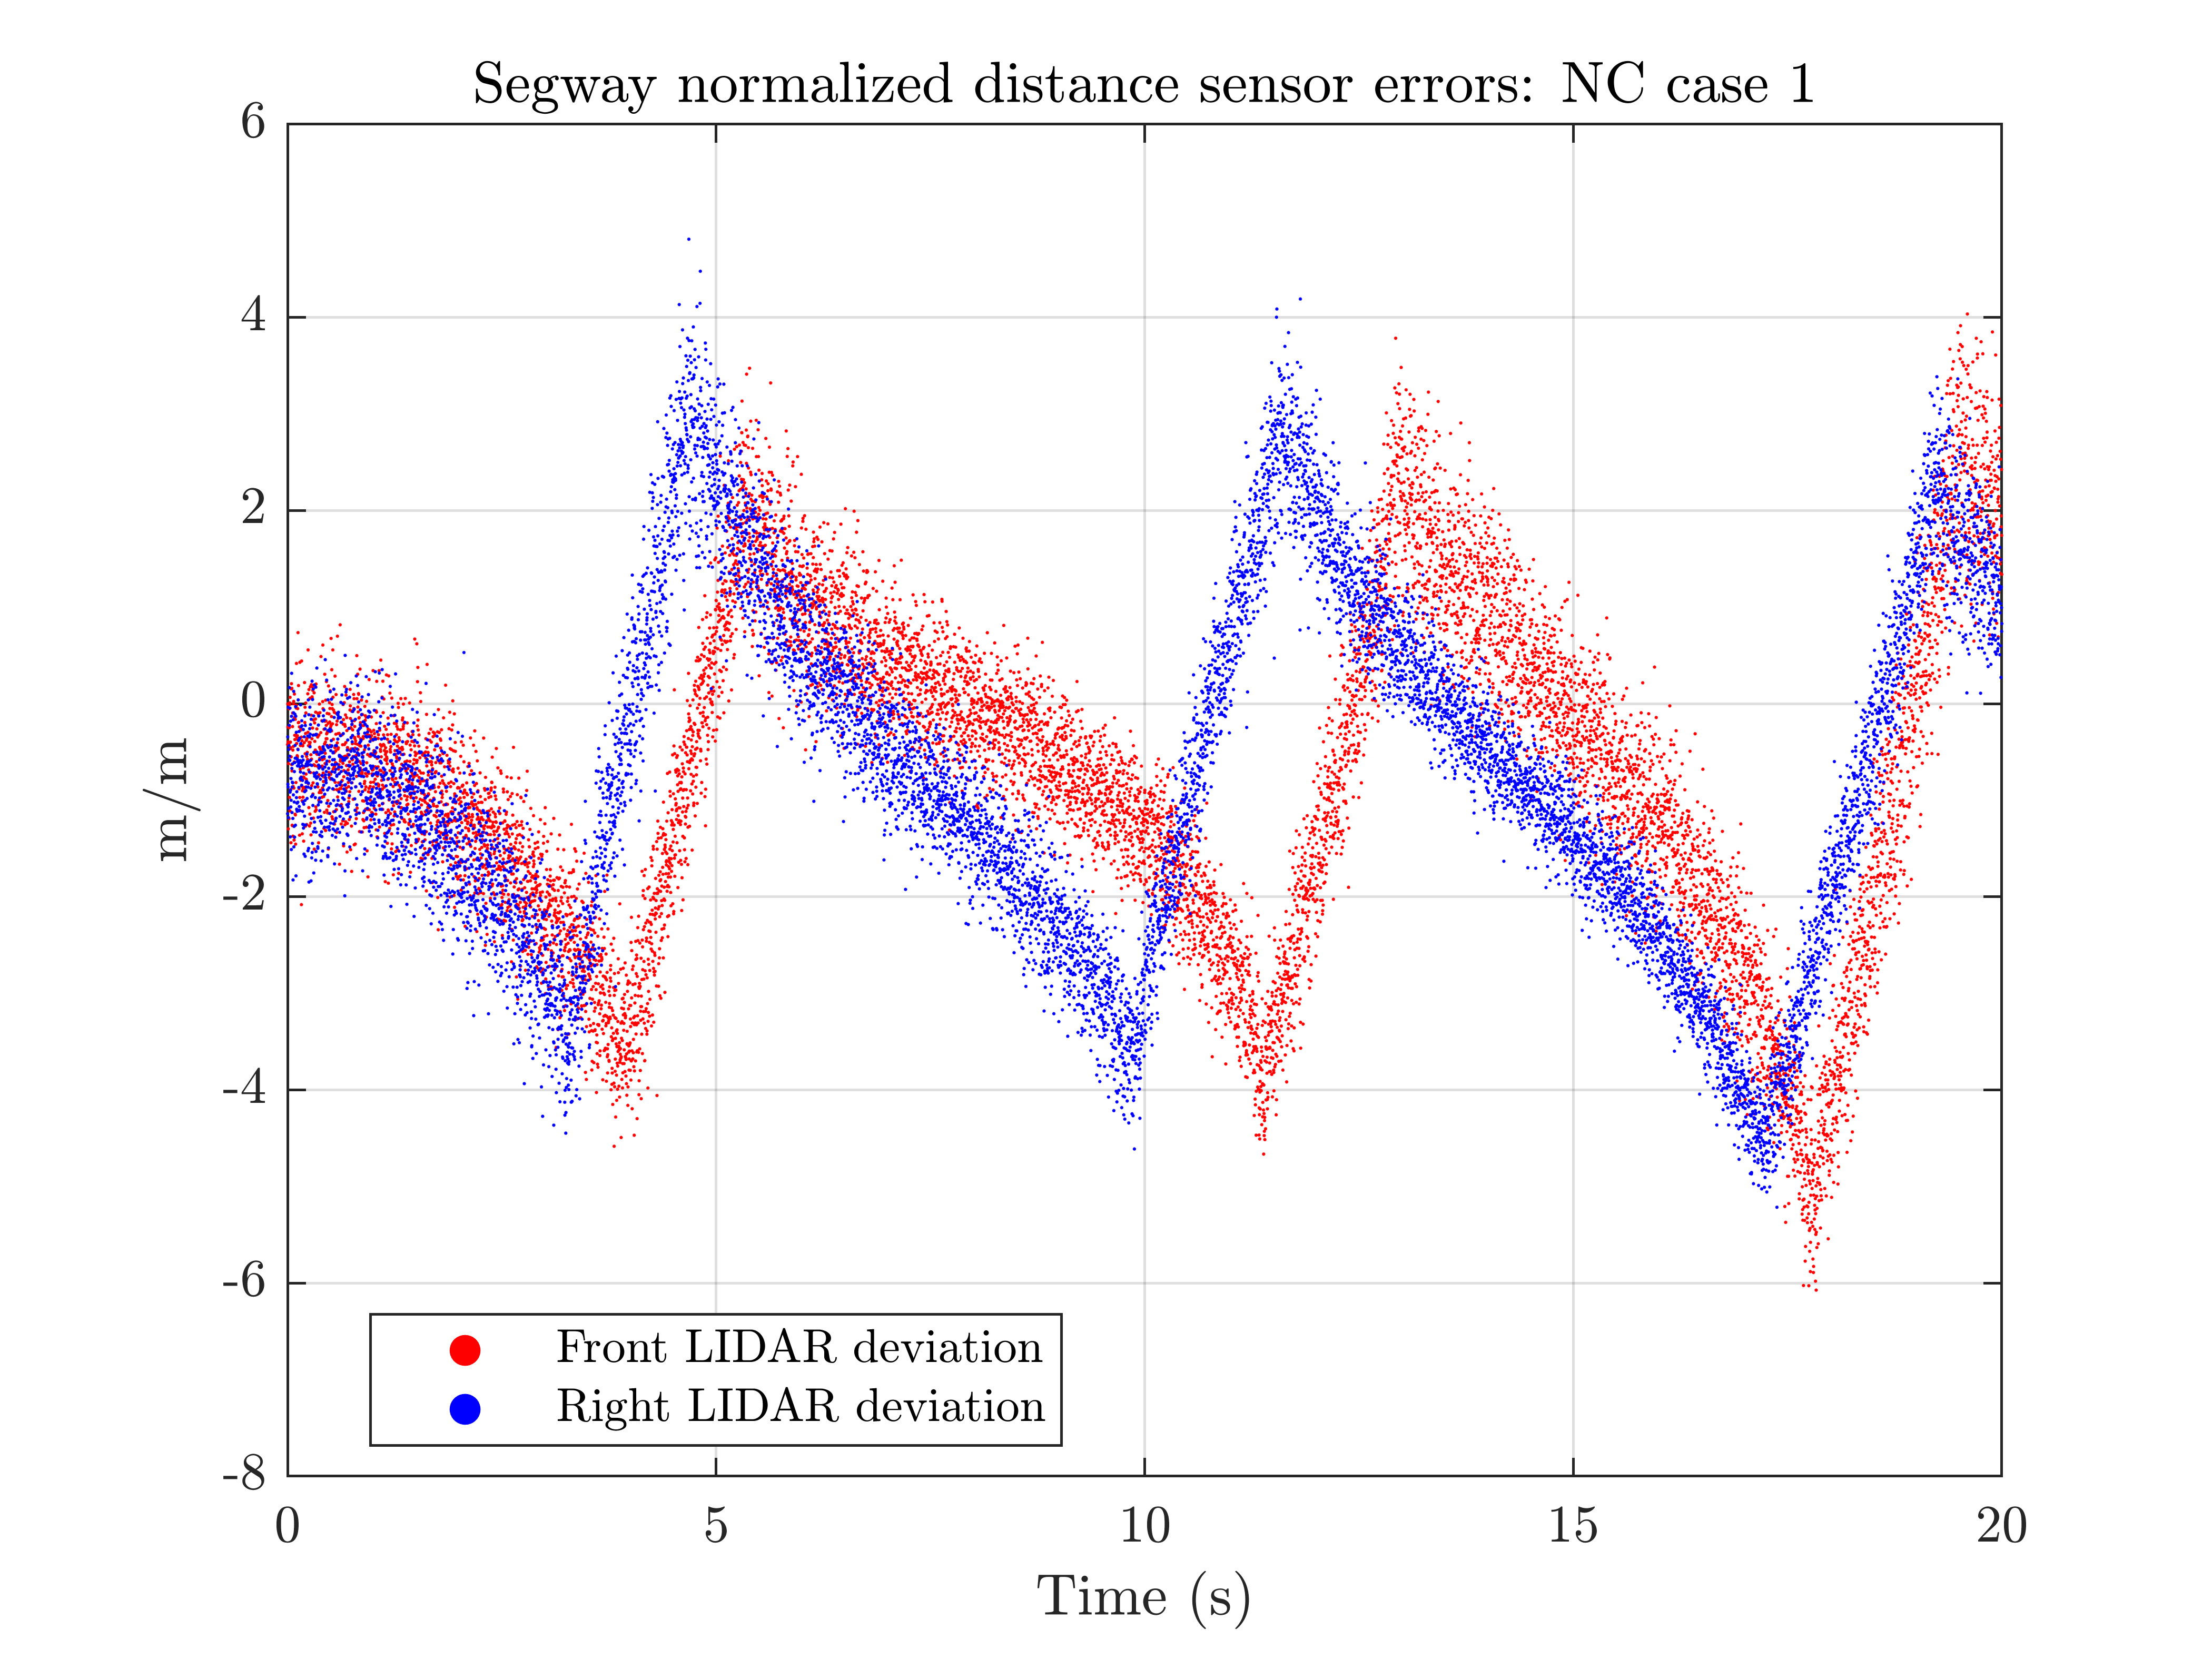 Segway normalized distance sensor errors: NC case 1
6
4
2
0
-2
-4
-6
-8
m/m
Front LIDAR deviation
Right LIDAR deviation
0 5 10 15 20
Time (s)